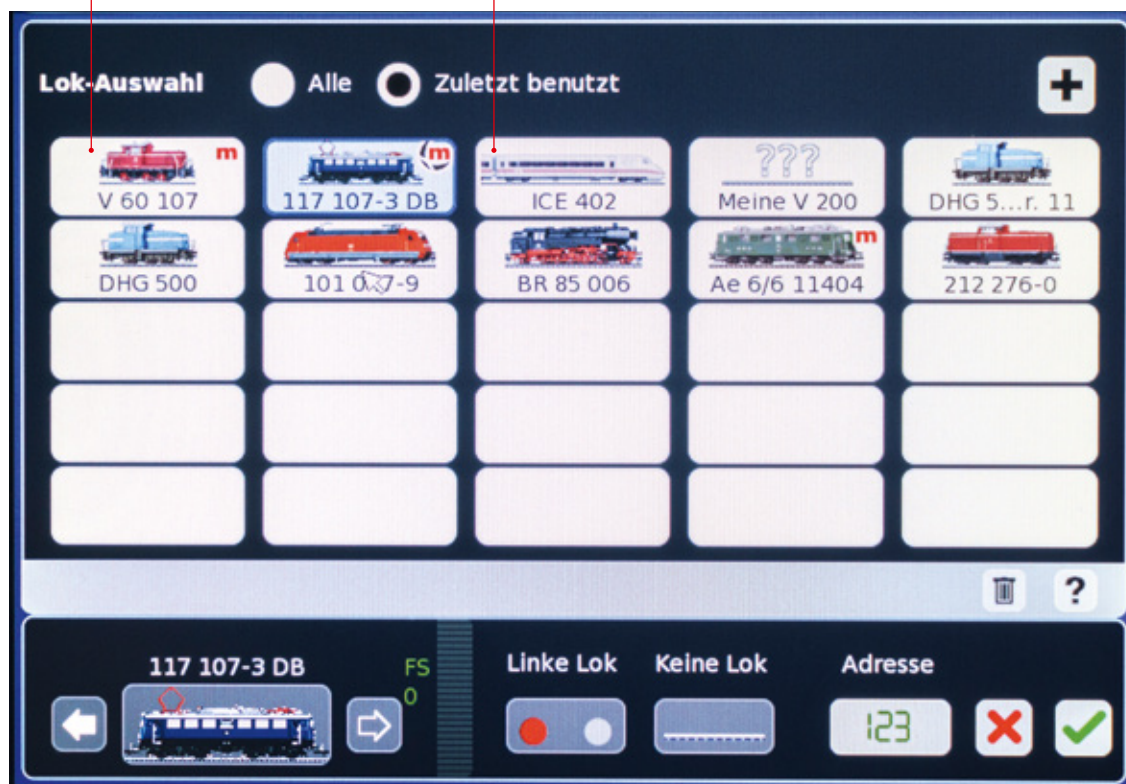 Lok-Auswahl Alle Zuletzt benutzt
m m
V 60 107 117 107-3 DB ICE 402 ??? Meine V 200 DHG 5...r. 11
m
DHG 500 BR 85 006 Ae 6/6 11404 212 276-0
?
117 107-3 DB FS Linke Lok Keine Lok Adresse
0
123